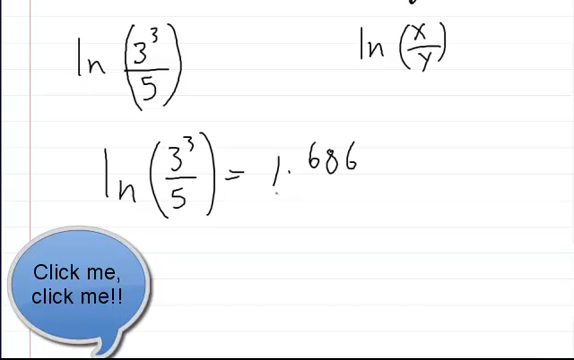 ln (3³/5) ln (x/y)
ln (3³/5) = 1.686
Click me,
click me!!